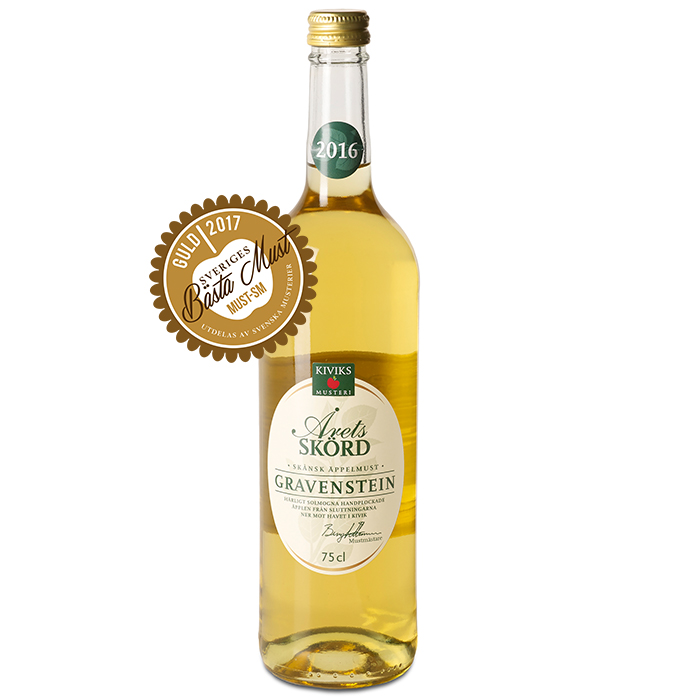 2016
GULD | 2017
SVERIGES
Bästa Must
MUST-SM
UTDELAS AV SVENSKA MUSTERIER
KIVIKS
MUSTERI
Årets
SKÖRD
· SKÅNSK ÄPPELMUST ·
GRAVENSTEIN
HÄRLIGT SOLMOGNA HANDPLOCKADE
ÄPPLEN FRÅN SLUTTNINGARNA
NER MOT HAVET I KIVIK
Mustmästare
75 cl